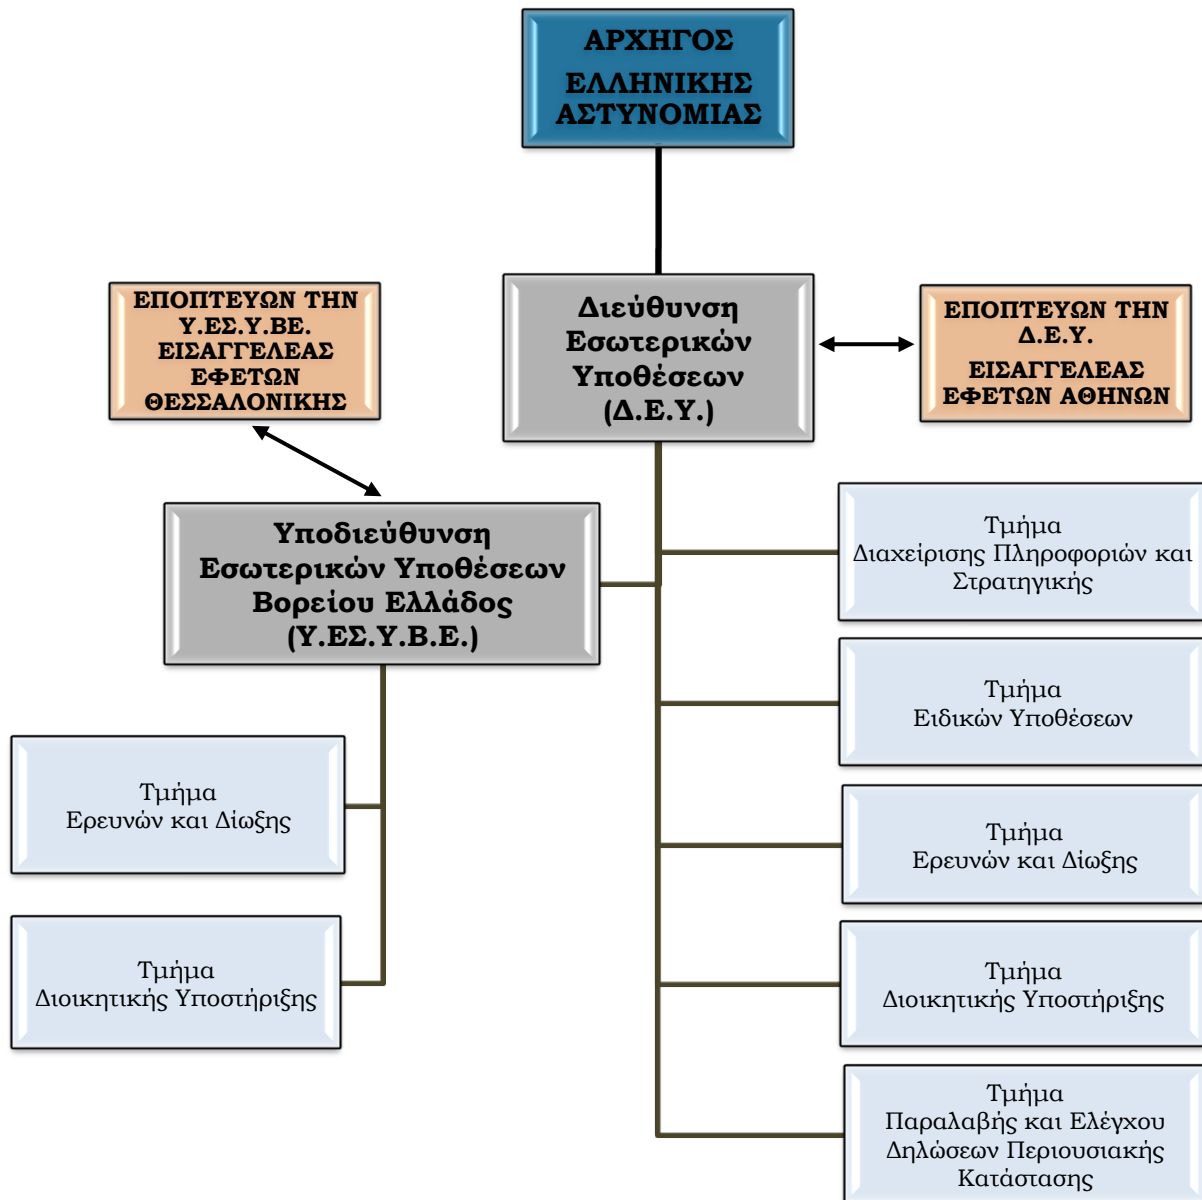 ΑΡΧΗΓΟΣ
ΕΛΛΗΝΙΚΗΣ
ΑΣΤΥΝΟΜΙΑΣ
ΕΠΟΠΤΕΥΩΝ ΤΗΝ
Υ.ΕΣ.Υ.ΒΕ.
ΕΙΣΑΓΓΕΛΕΑΣ
ΕΦΕΤΩΝ
ΘΕΣΣΑΛΟΝΙΚΗΣ
Διεύθυνση
Εσωτερικών
Υποθέσεων
(Δ.Ε.Υ.)
ΕΠΟΠΤΕΥΩΝ ΤΗΝ
Δ.Ε.Υ.
ΕΙΣΑΓΓΕΛΕΑΣ
ΕΦΕΤΩΝ ΑΘΗΝΩΝ
Υποδιεύθυνση
Εσωτερικών Υποθέσεων
Βορείου Ελλάδος
(Υ.ΕΣ.Υ.Β.Ε.)
Τμήμα
Ερευνών και Δίωξης
Τμήμα
Διοικητικής Υποστήριξης
Τμήμα
Διαχείρισης Πληροφοριών και
Στρατηγικής
Τμήμα
Ειδικών Υποθέσεων
Τμήμα
Ερευνών και Δίωξης
Τμήμα
Διοικητικής Υποστήριξης
Τμήμα
Παραλαβής και Ελέγχου
Δηλώσεων Περιουσιακής
Κατάστασης